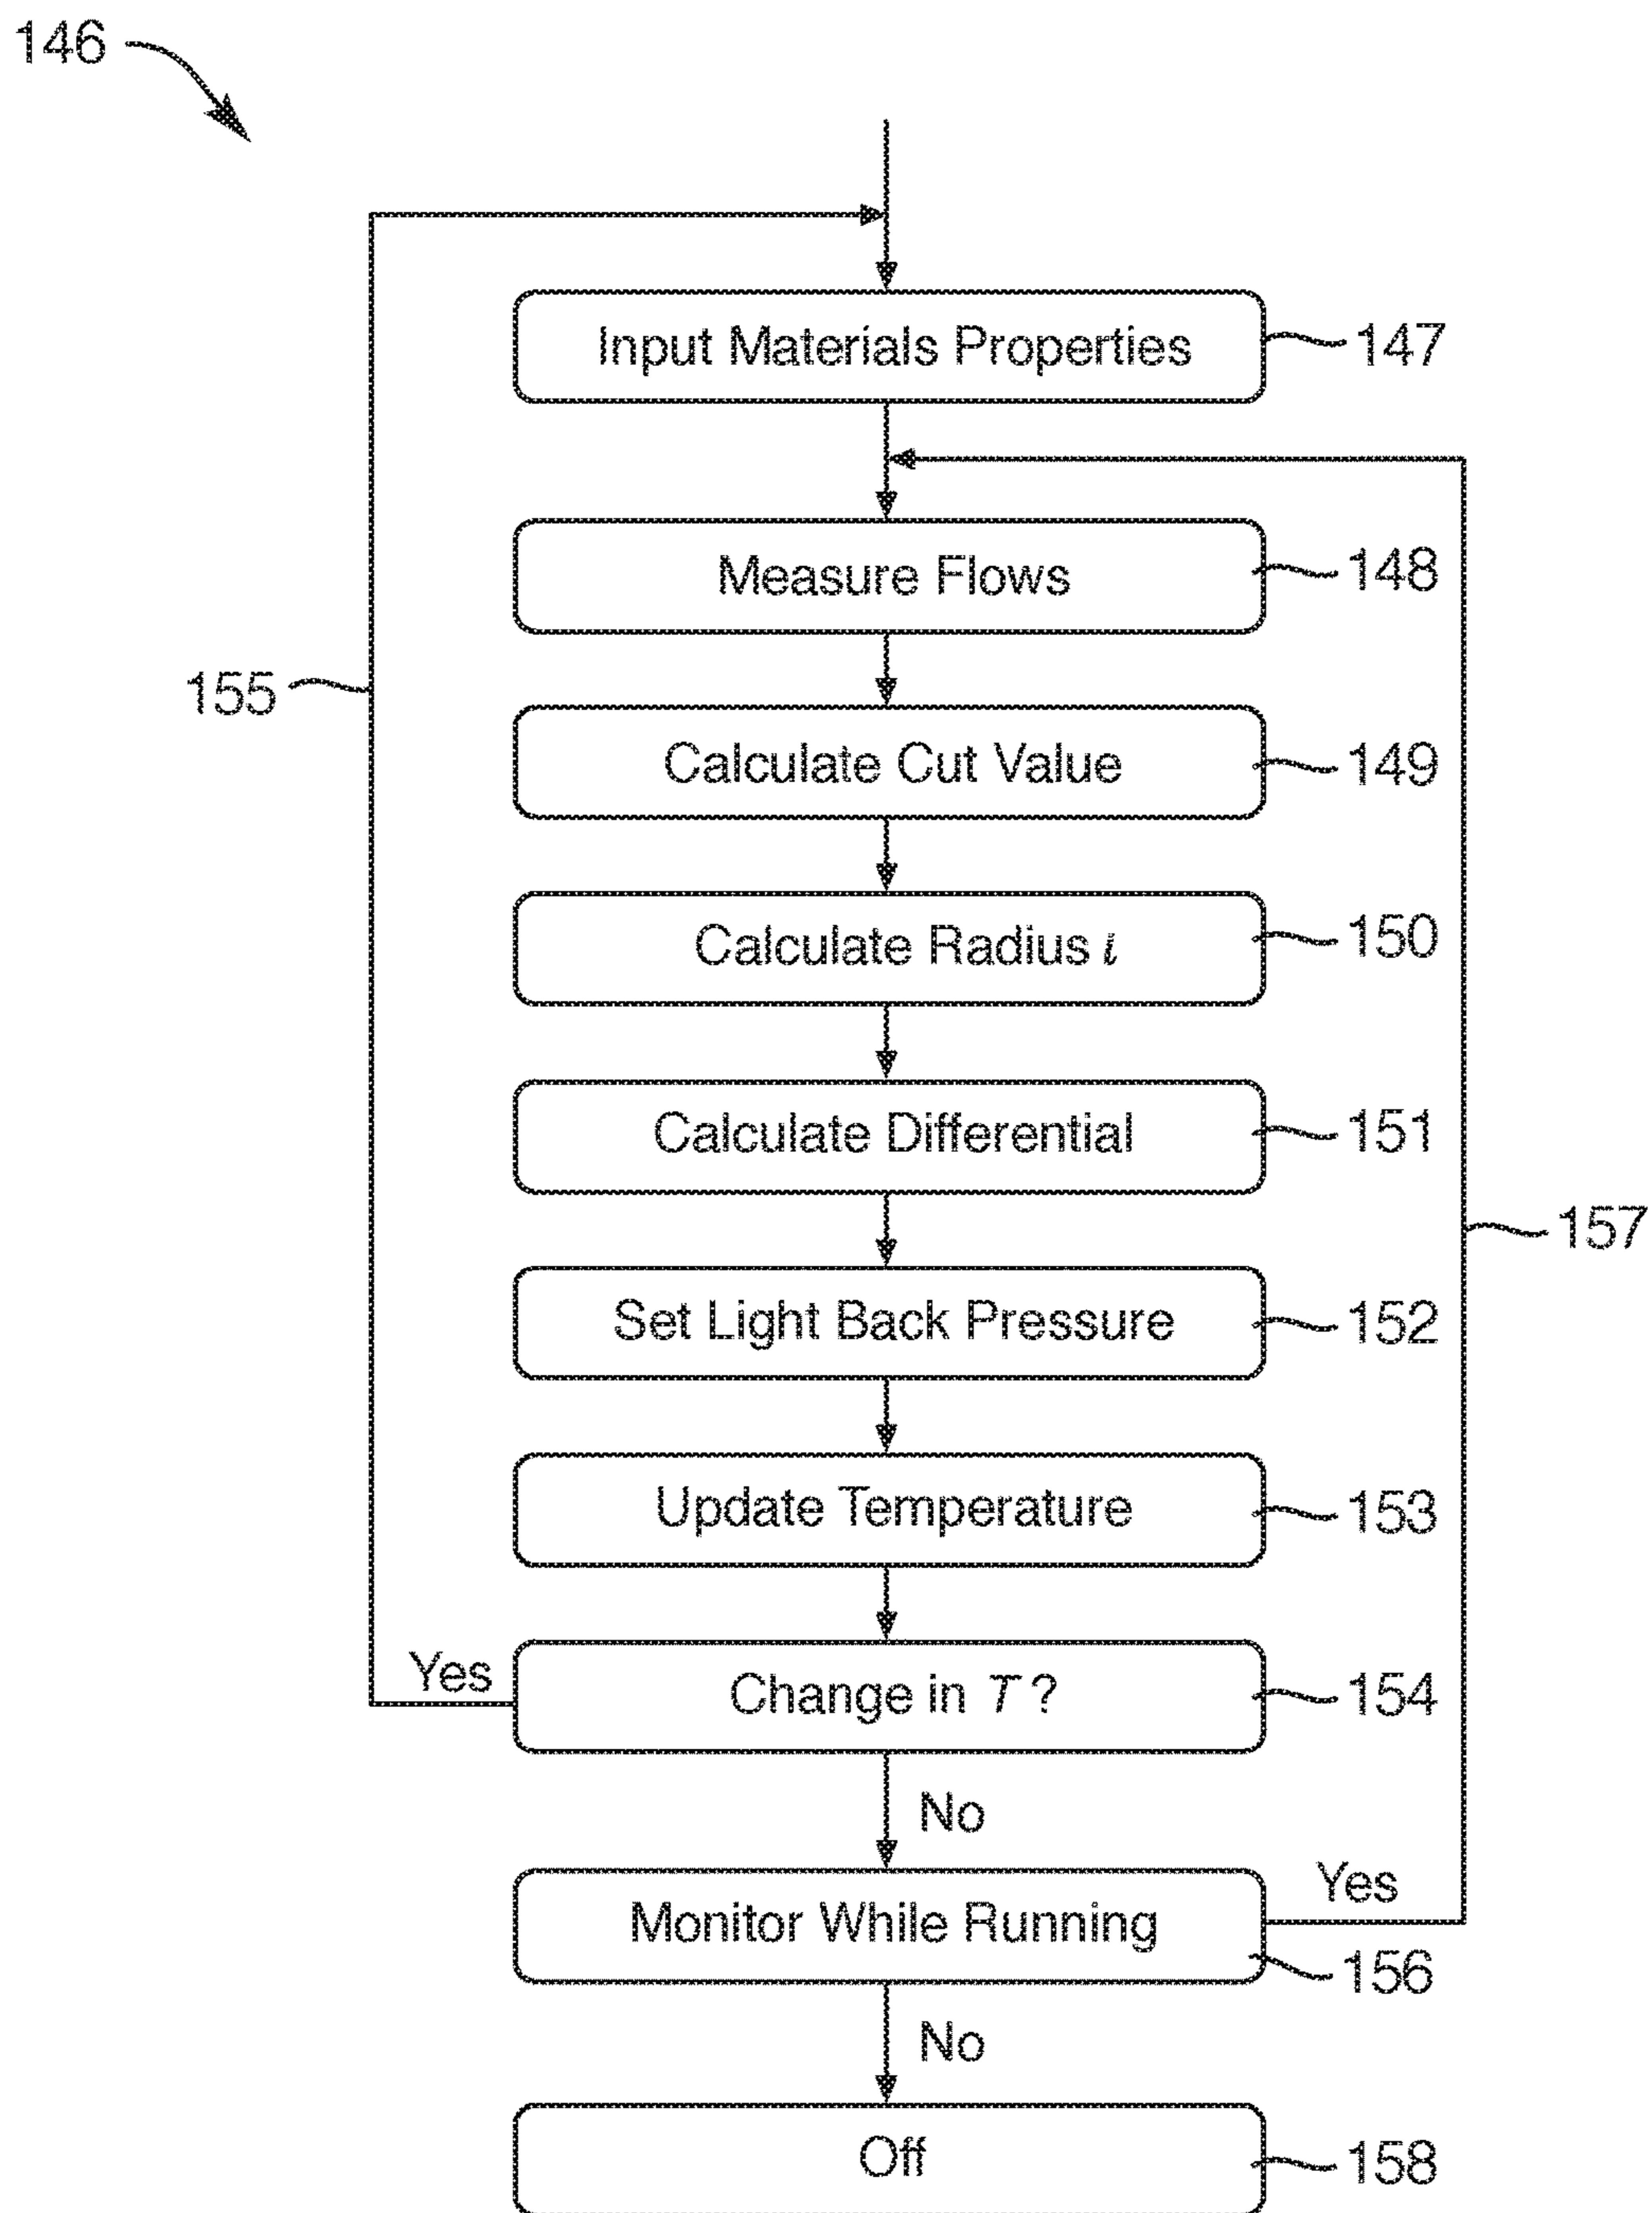 146
Input Materials Properties
147
Measure Flows
148
155
Calculate Cut Value
149
Calculate Radius i
150
Calculate Differential
151
157
Set Light Back Pressure
152
Update Temperature
153
Yes
Change in T ?
154
No
Monitor While Running
Yes
156
No
Off
158